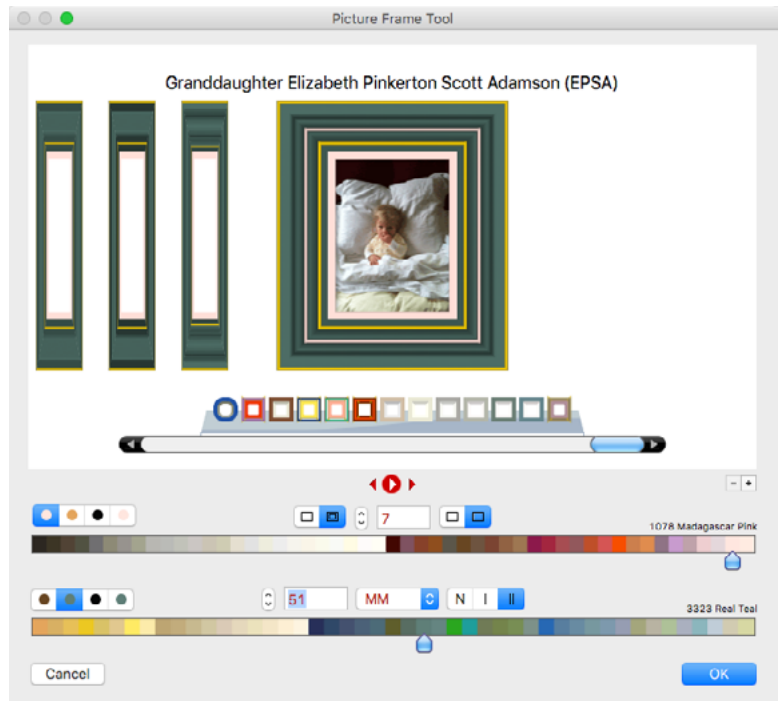 Picture Frame Tool
Granddaughter Elizabeth Pinkerton Scott Adamson (EPSA)
- +
7
1078 Madagascar Pink
51 MM N I II
3323 Real Teal
Cancel OK